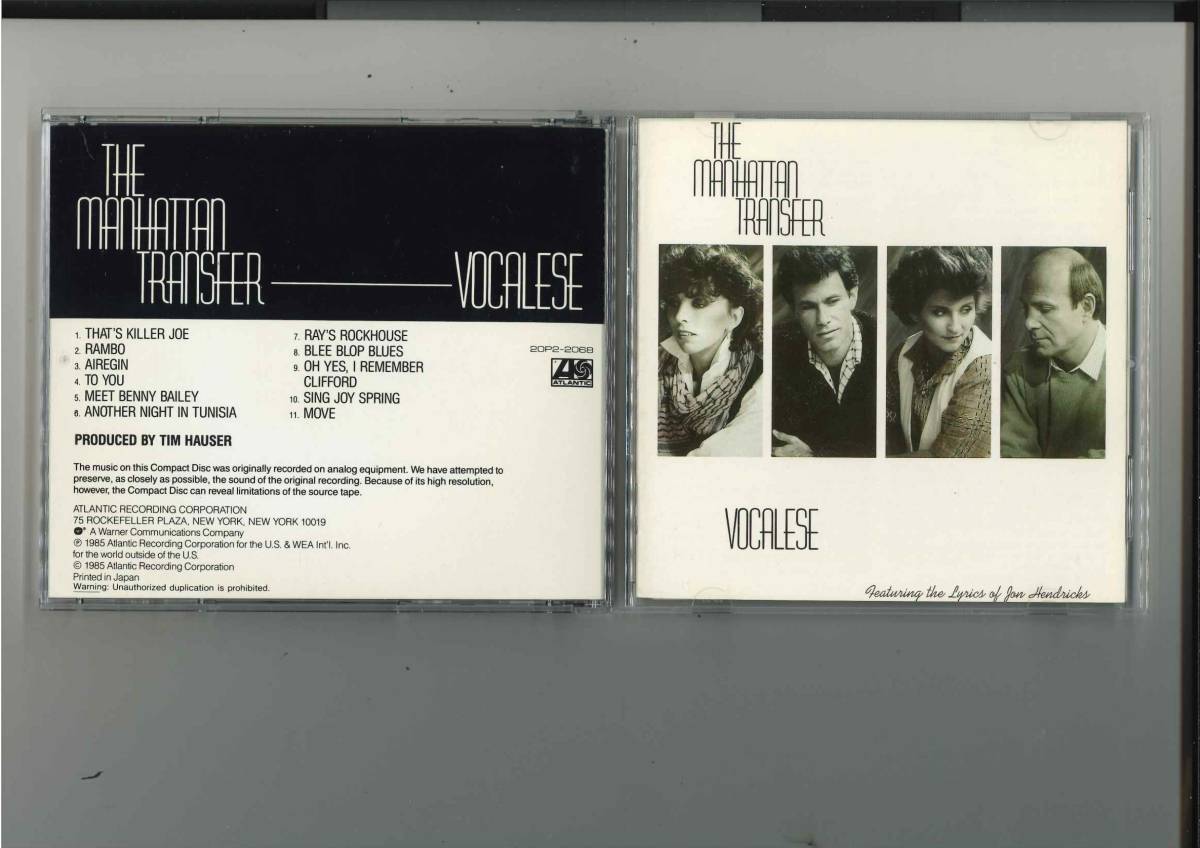 THE
MANHATTAN
TRANSFER
VOCALESE
1. THAT'S KILLER JOE
2. RAMBO
3. AIREGIN
4. TO YOU
5. MEET BENNY BAILEY
6. ANOTHER NIGHT IN TUNISIA
7. RAY'S ROCKHOUSE
8. BLEE BLOP BLUES
9. OH YES, I REMEMBER
CLIFFORD
10. SING JOY SPRING
11. MOVE
20P2-2068
ATLANTIC
PRODUCED BY TIM HAUSER
The music on this Compact Disc was originally recorded on analog equipment. We have attempted to
preserve, as closely as possible, the sound of the original recording. Because of its high resolution,
however, the Compact Disc can reveal limitations of the source tape.
ATLANTIC RECORDING CORPORATION
75 ROCKEFELLER PLAZA, NEW YORK, NEW YORK 10019
A Warner Communications Company
℗ 1985 Atlantic Recording Corporation for the U.S. & WEA Int'l. Inc.
for the world outside of the U.S.
© 1985 Atlantic Recording Corporation
Printed in Japan
Warning: Unauthorized duplication is prohibited.
THE
MANHATTAN
TRANSFER
VOCALESE
Featuring the Lyrics of Jon Hendricks